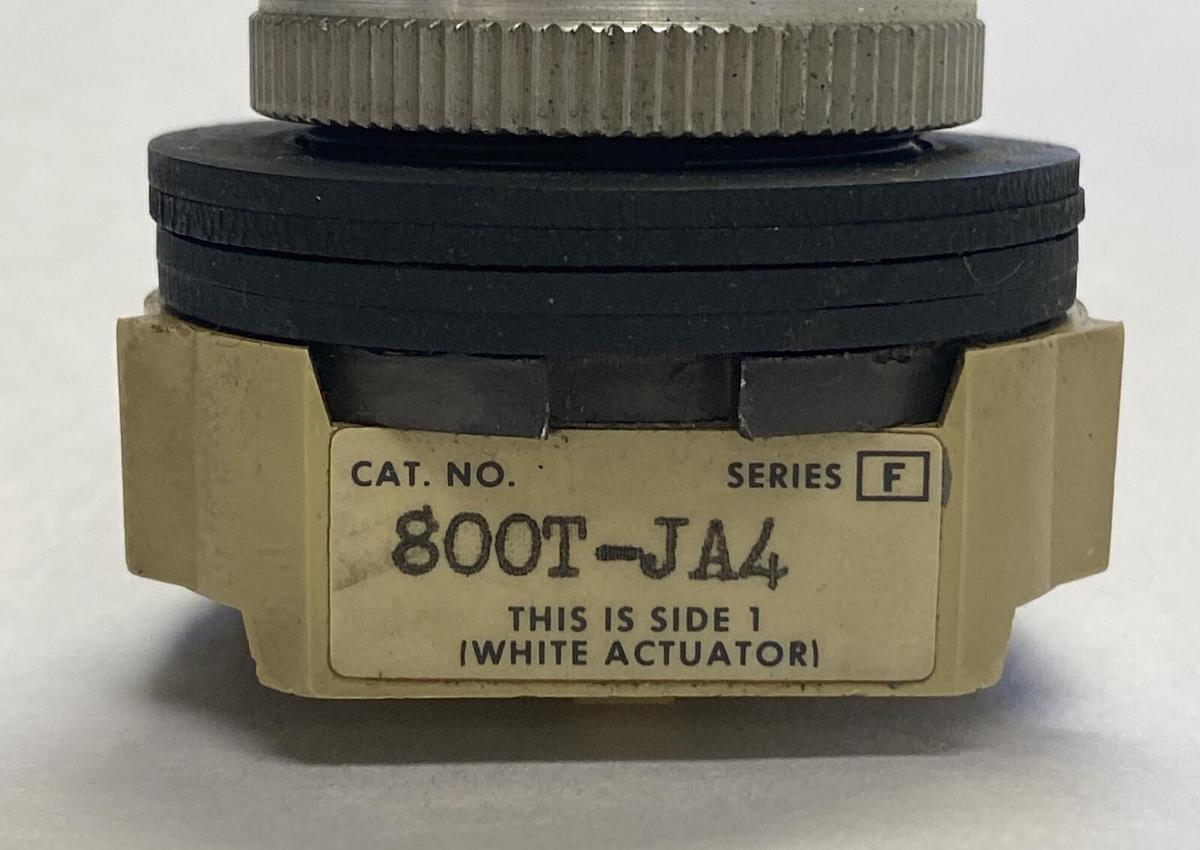 CAT. NO. SERIES F
800T-JA4
THIS IS SIDE 1
(WHITE ACTUATOR)